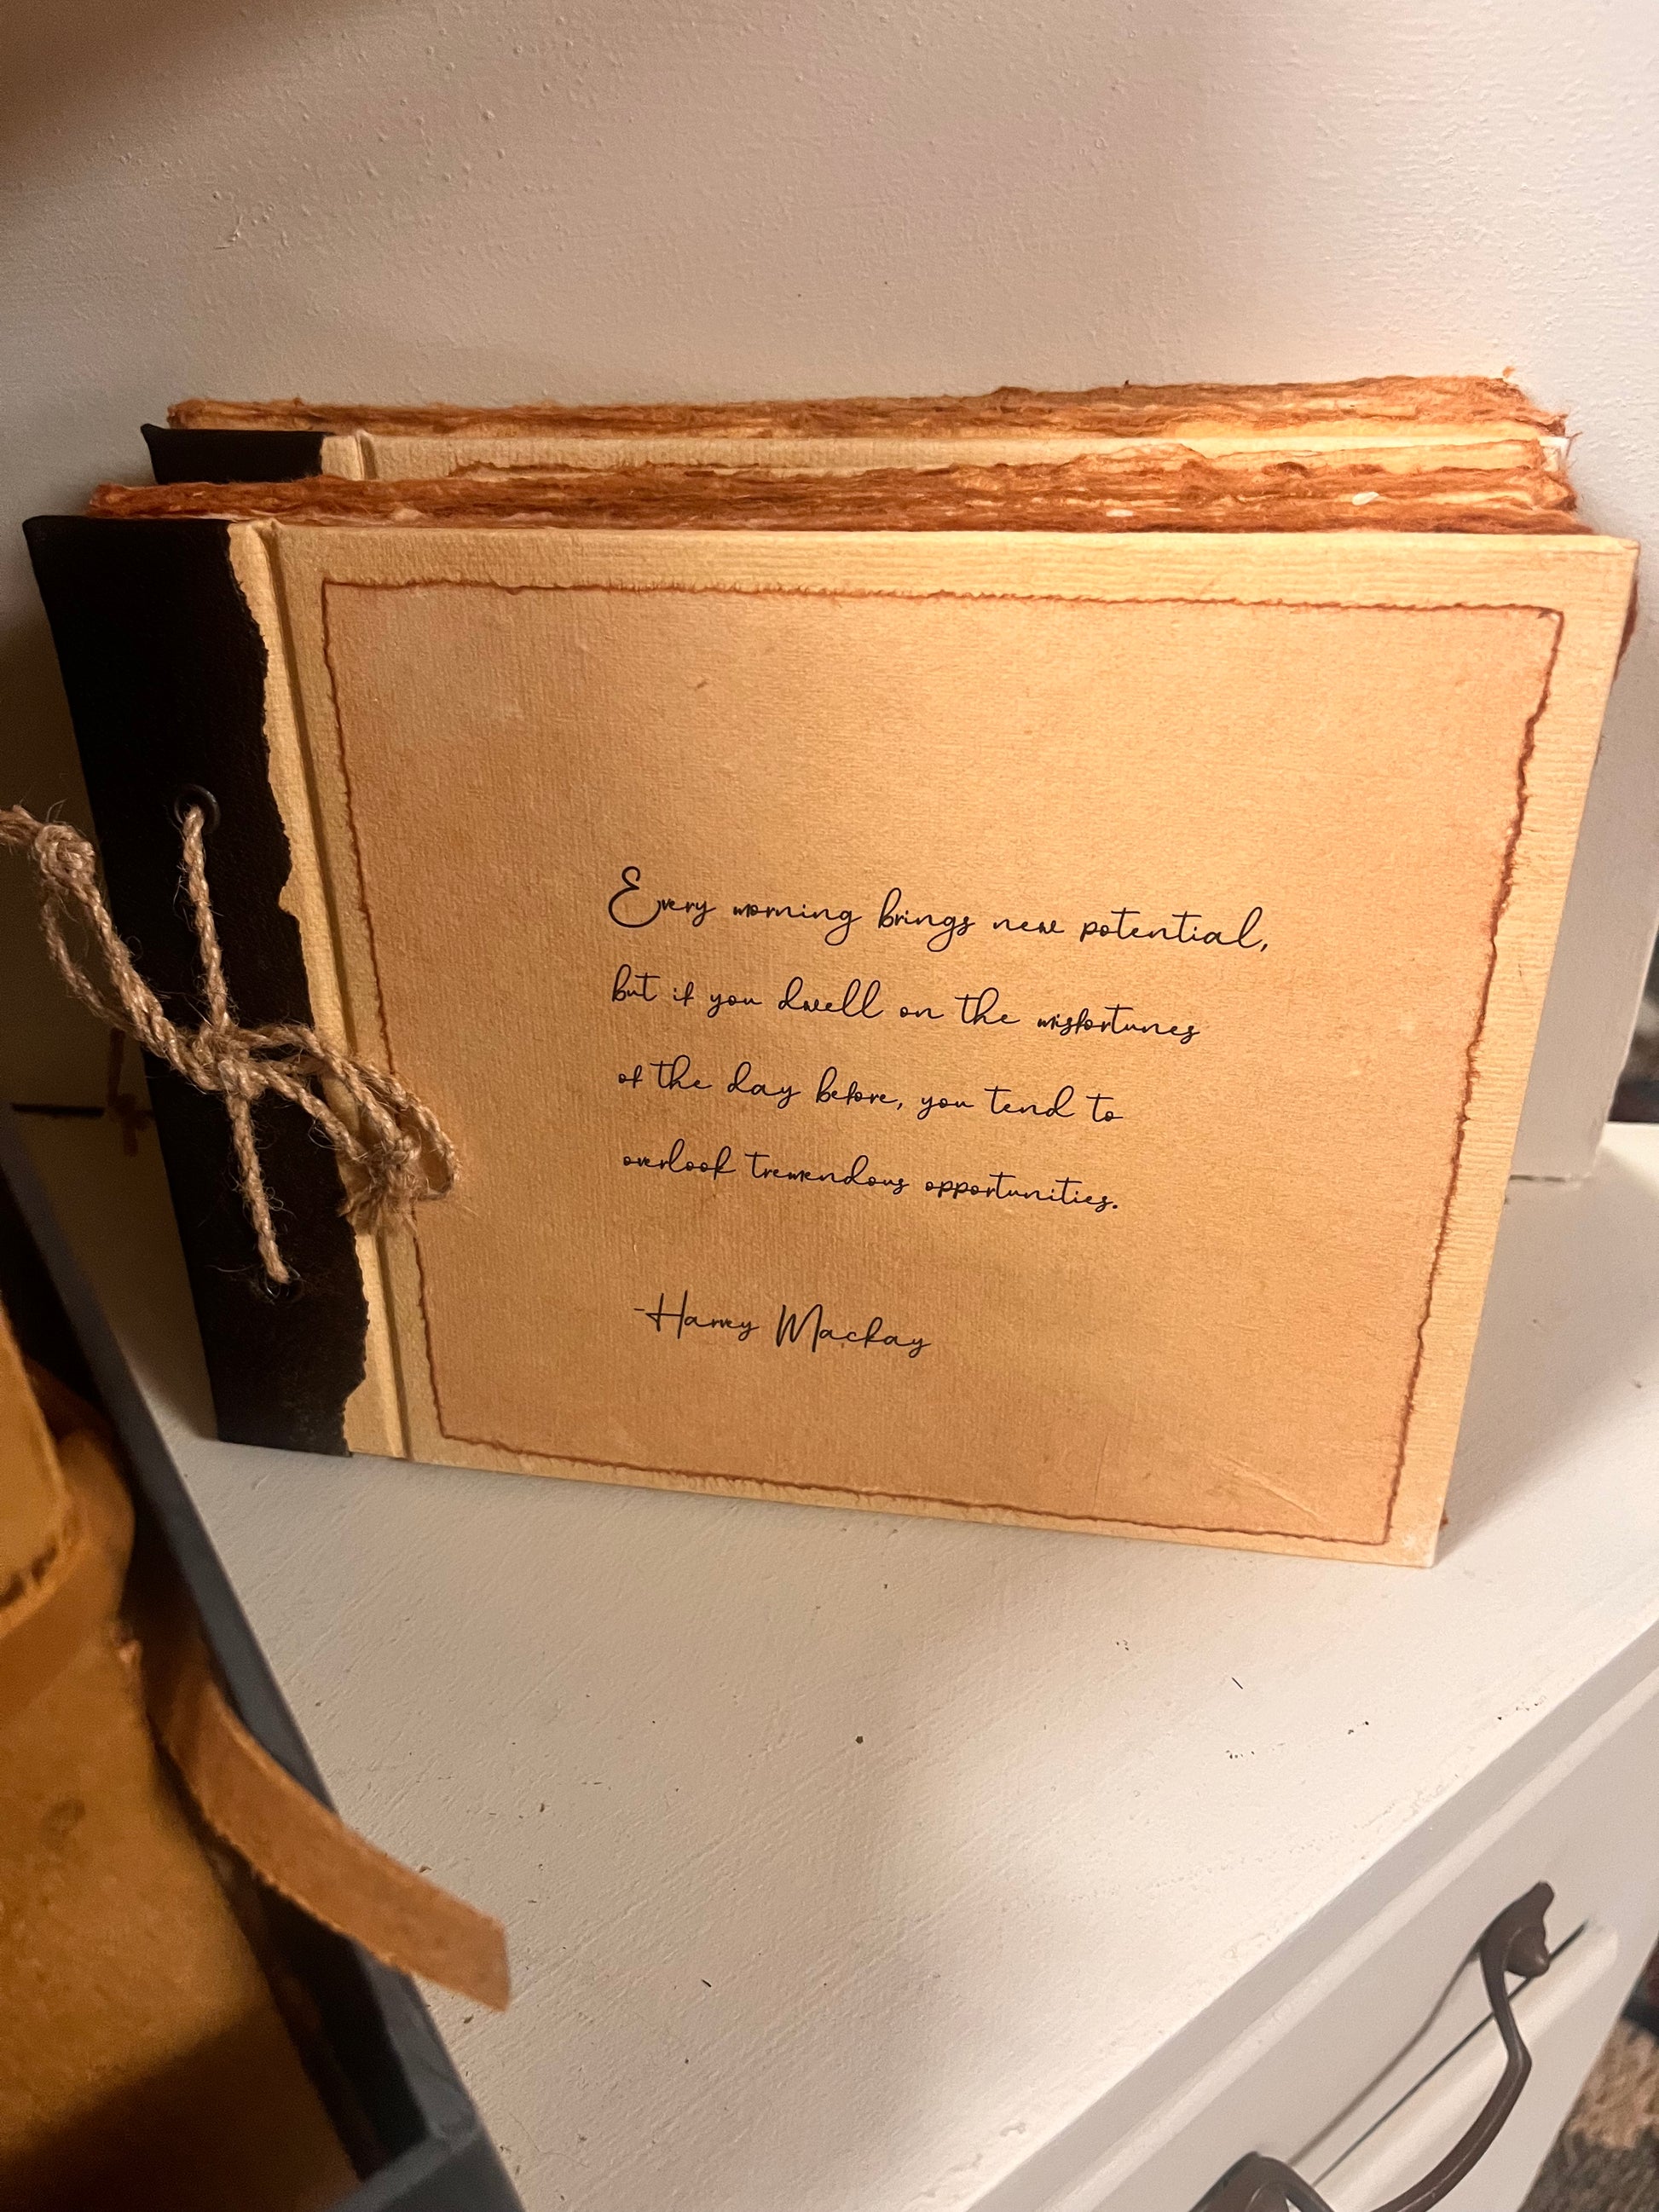 Every morning brings new potential,
but if you dwell on the misfortunes
of the day before, you tend to
overlook tremendous opportunities.
-Harvey Mackay